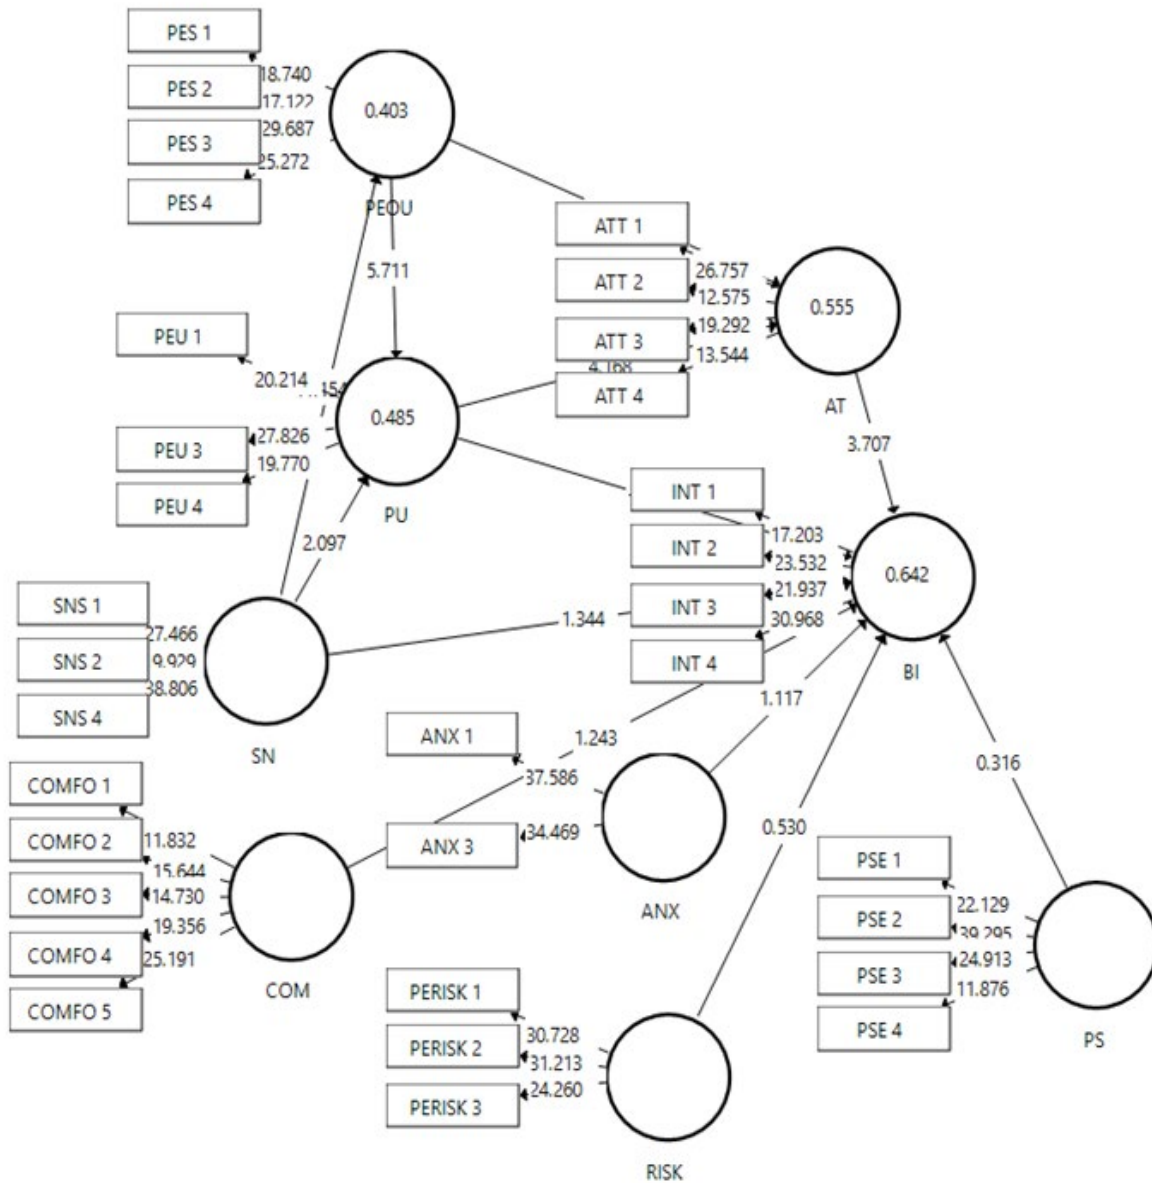 PES 1
PES 2
PES 3
PES 4
18.740
17.122
29.687
25.272
0.403
PEOU
5.711
ATT 1
ATT 2
ATT 3
ATT 4
26.757
12.575
19.292
13.544
4.168
0.555
AT
3.707
PEU 1
PEU 3
PEU 4
20.214
27.826
19.770
0.485
PU
2.097
INT 1
INT 2
INT 3
INT 4
17.203
23.532
21.937
30.968
0.642
BI
SNS 1
SNS 2
SNS 4
27.466
9.929
38.806
SN
1.344
COMFO 1
COMFO 2
COMFO 3
COMFO 4
COMFO 5
11.832
15.644
14.730
19.356
25.191
COM
1.243
ANX 1
ANX 3
37.586
34.469
ANX
1.117
PERISK 1
PERISK 2
PERISK 3
30.728
31.213
24.260
RISK
0.530
PSE 1
PSE 2
PSE 3
PSE 4
22.129
39.295
24.913
11.876
PS
0.316